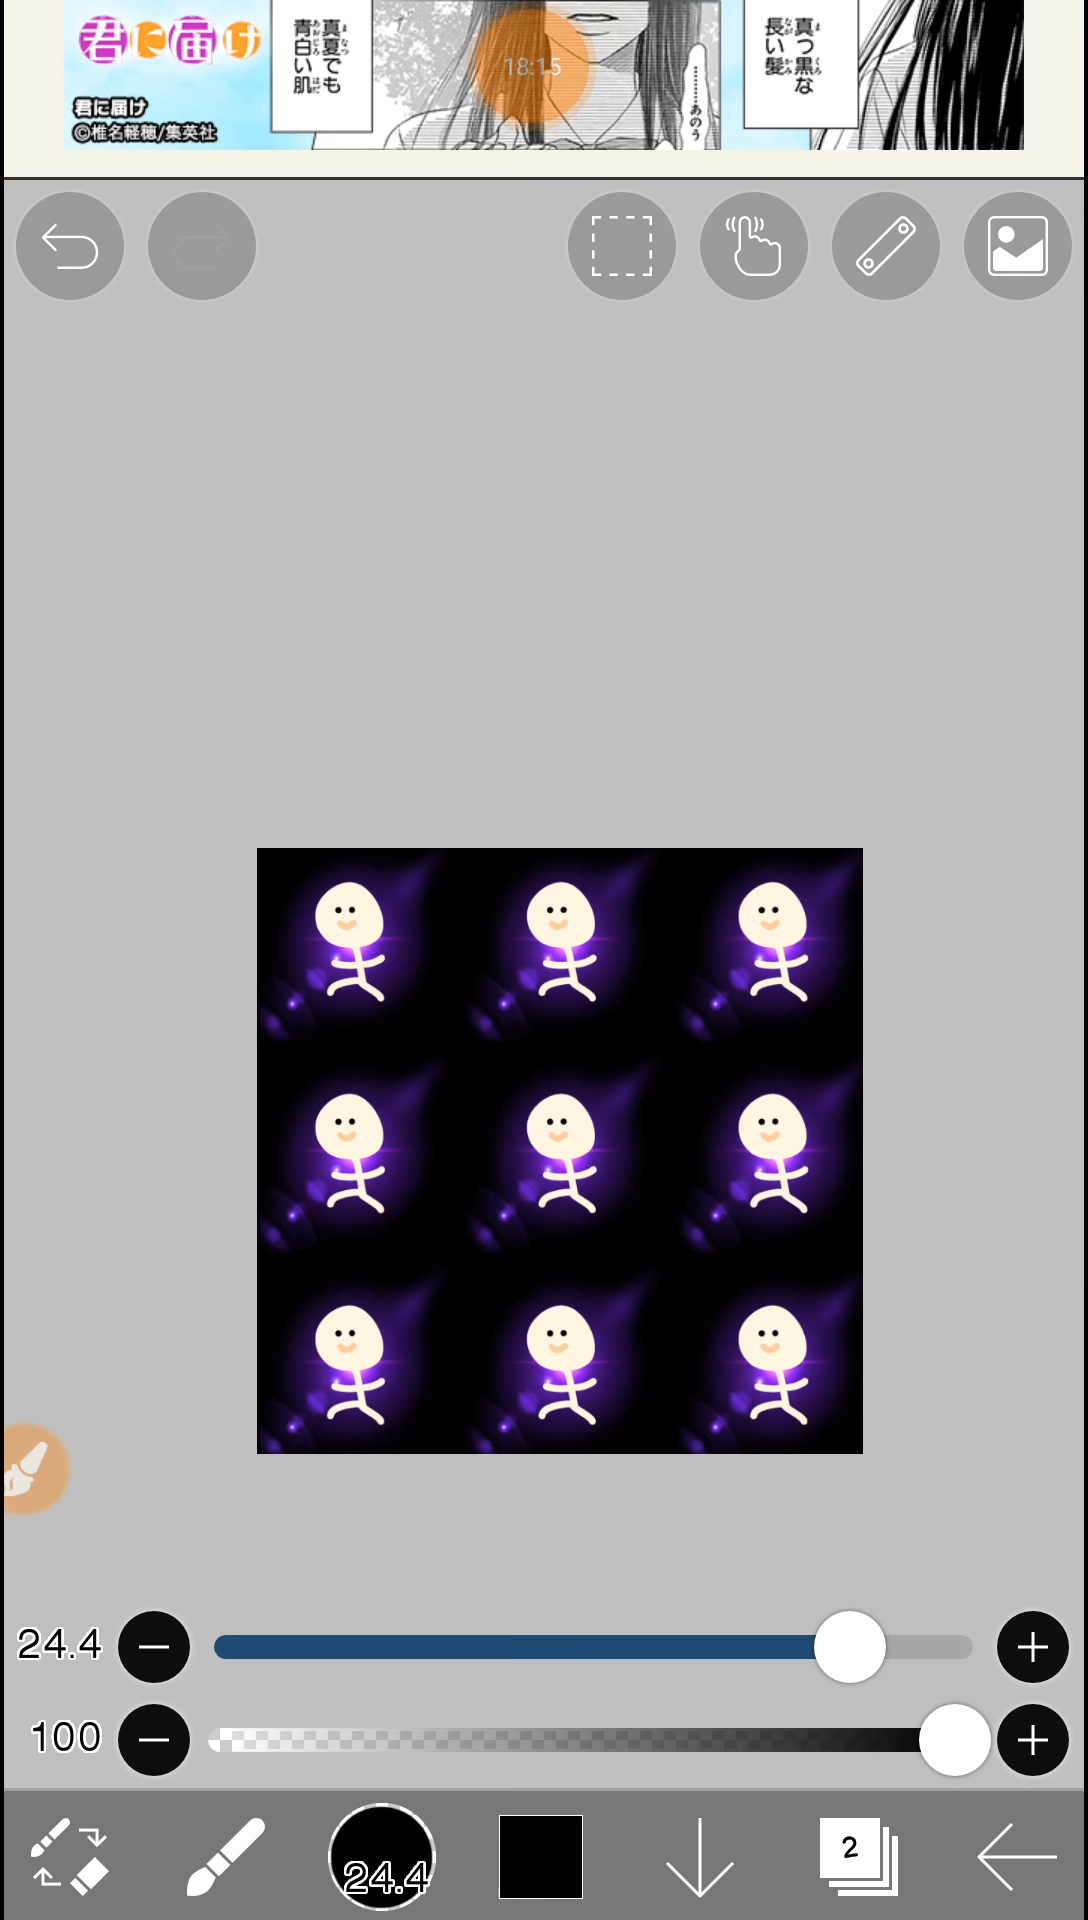 君に届け
君に届け
©椎名軽穂/集英社
真夏でも
青白い肌
18:15
………あのう
真っ黒な
長い髪
24.4
100
24.4
2